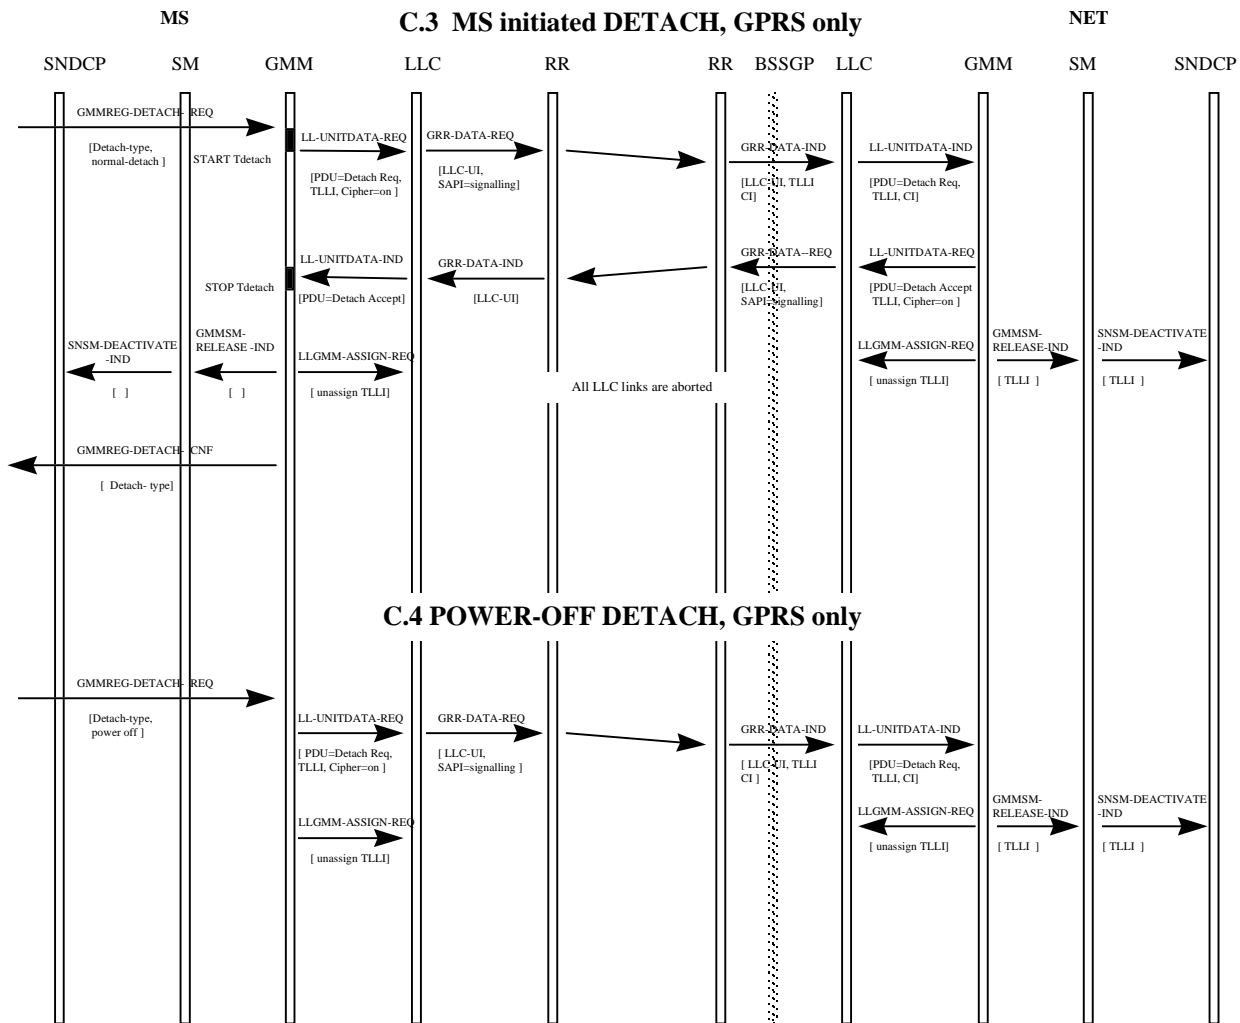 MS
C.3 MS initiated DETACH, GPRS only
NET
SNDCP SM GMM LLC RR RR BSSGP LLC GMM SM SNDCP
GMMREG-DETACH- REQ
[Detach-type,
normal-detach ]
START Tdetach
LL-UNITDATA-REQ
[PDU=Detach Req,
TLLI, Cipher=on ]
GRR-DATA-REQ
[LLC-UI,
SAPI=signalling]
GRR-DATA-IND
[LLC-UI, TLLI
CI]
LL-UNITDATA-IND
[PDU=Detach Req,
TLLI, CI]
LL-UNITDATA-IND
STOP Tdetach
[PDU=Detach Accept]
GRR-DATA-IND
[LLC-UI]
GRR-DATA--REQ
[LLC-UI,
SAPI=signalling]
LL-UNITDATA-REQ
[PDU=Detach Accept
TLLI, Cipher=on ]
SNSM-DEACTIVATE
-IND
[ ]
GMMSM-
RELEASE -IND
[ ]
LLGMM-ASSIGN-REQ
[ unassign TLLI]
All LLC links are aborted
LLGMM-ASSIGN-REQ
[ unassign TLLI]
GMMSM-
RELEASE-IND
[ TLLI ]
SNSM-DEACTIVATE
-IND
[ TLLI ]
GMMREG-DETACH- CNF
[ Detach- type]
C.4 POWER-OFF DETACH, GPRS only
GMMREG-DETACH- REQ
[Detach-type,
power off ]
LL-UNITDATA-REQ
[ PDU=Detach Req,
TLLI, Cipher=on ]
GRR-DATA-REQ
[ LLC-UI,
SAPI=signalling ]
GRR-DATA-IND
[ LLC-UI, TLLI
CI ]
LL-UNITDATA-IND
[PDU=Detach Req,
TLLI, CI]
LLGMM-ASSIGN-REQ
[ unassign TLLI]
LLGMM-ASSIGN-REQ
[ unassign TLLI]
GMMSM-
RELEASE-IND
[ TLLI ]
SNSM-DEACTIVATE
-IND
[ TLLI ]